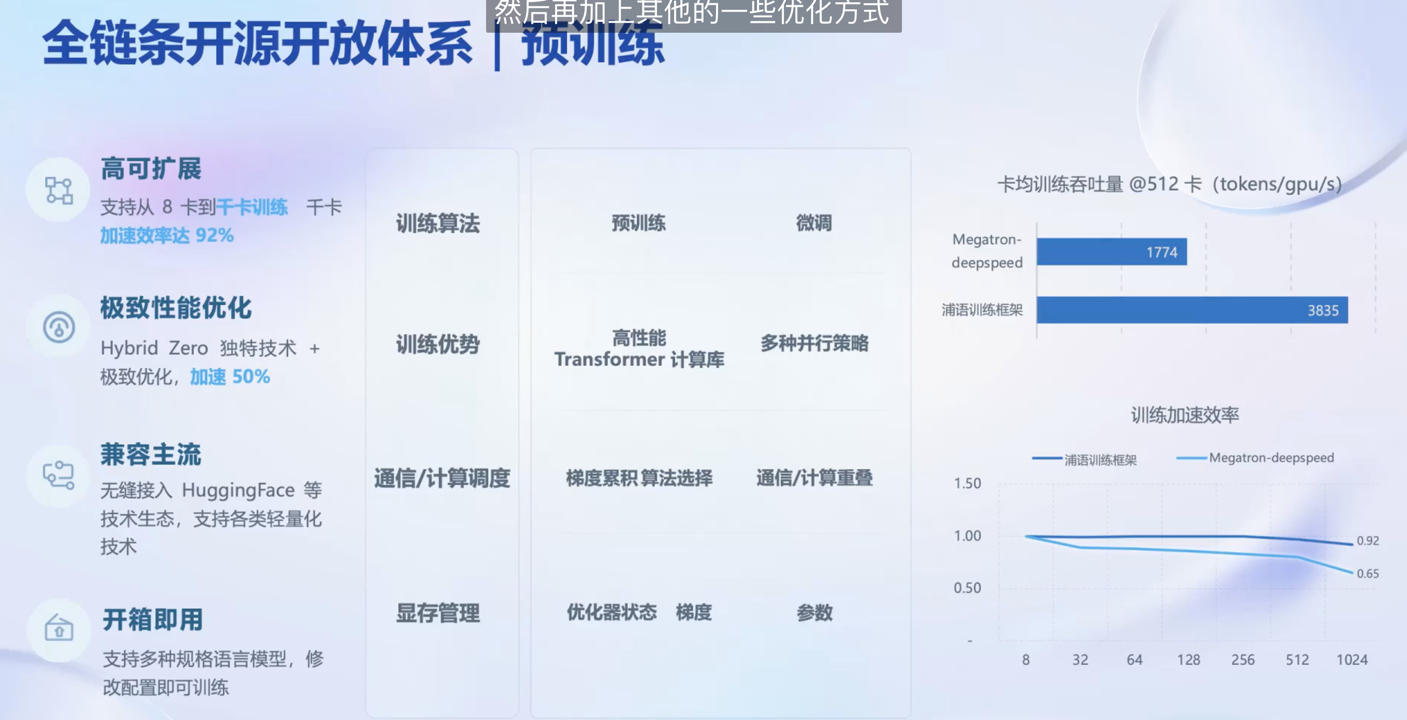 然后再加上其他的一些优化方式
全链条开源开放体系 | 预训练
高可扩展
支持从 8 卡到千卡训练 千卡
加速效率达 92%
极致性能优化
Hybrid Zero 独特技术 +
极致优化，加速 50%
兼容主流
无缝接入 HuggingFace 等
技术生态，支持各类轻量化
技术
开箱即用
支持多种规格语言模型，修
改配置即可训练
训练算法
预训练
微调
训练优势
高性能
Transformer 计算库
多种并行策略
通信/计算调度
梯度累积算法选择
通信/计算重叠
显存管理
优化器状态
梯度
参数
卡均训练吞吐量 @512 卡（tokens/gpu/s）
Megatron-
deepspeed
1774
浦语训练框架
3835
训练加速效率
浦语训练框架
Megatron-deepspeed
1.50
1.00
0.50
-
0.92
0.65
8 32 64 128 256 512 1024